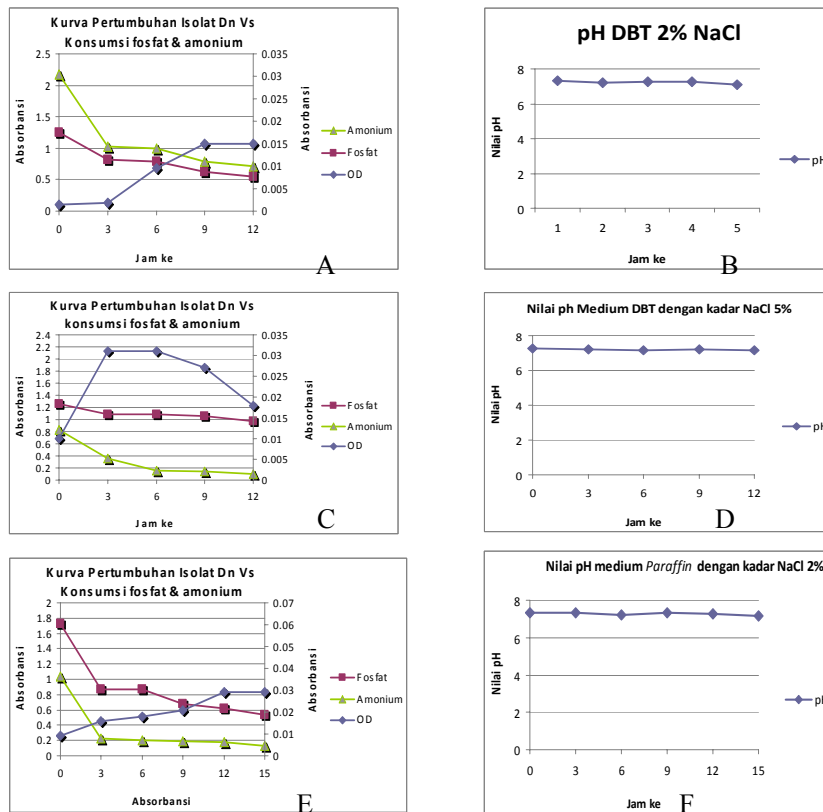 Kurva Pertumbuhan Isolat Dn Vs
Konsumsi fosfat & amonium
Absorbansi
2.5
2
1.5
1
0.5
0
0.035
0.03
0.025
0.02
0.015
0.01
0.005
0
Absorbansi
Amonium
Fosfat
OD
0 3 6 9 12
Jam ke
A
pH DBT 2% NaCl
Nilai pH
8
6
4
2
0
pH
1 2 3 4 5
Jam ke
B
Kurva Pertumbuhan Isolat Dn Vs
konsumsi fosfat & amonium
Absorbansi
2.4
2.2
2
1.8
1.6
1.4
1.2
1
0.8
0.6
0.4
0.2
0
0.035
0.03
0.025
0.02
0.015
0.01
0.005
0
Absorbansi
Fosfat
Amonium
OD
0 3 6 9 12
Jam ke
C
Nilai ph Medium DBT dengan kadar NaCl 5%
Nilai pH
8
6
4
2
0
pH
0 3 6 9 12
Jam ke
D
Kurva Pertumbuhan Isolat Dn Vs
Konsumsi fosfat & amonium
Absorbansi
2
1.8
1.6
1.4
1.2
1
0.8
0.6
0.4
0.2
0
0.07
0.06
0.05
0.04
0.03
0.02
0.01
0
Absorbansi
Fosfat
Amonium
OD
0 3 6 9 12 15
Absorbansi
E
Nilai pH medium Paraffin dengan kadar NaCl 2%
Nilai pH
8
6
4
2
0
0 3 6 9 12 15
Jam ke
F